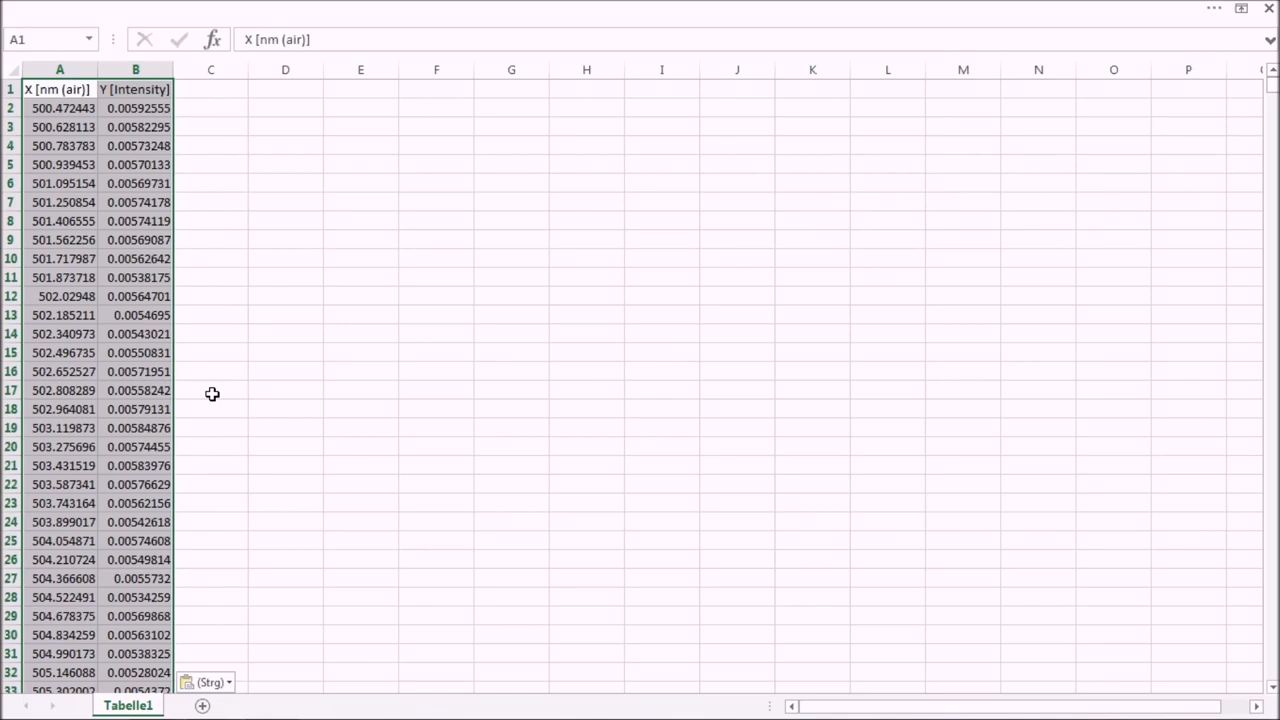 A1 fx X [nm (air)]
A B C D E F G H I J K L M N O P
1 X [nm (air)] Y [Intensity]
2 500.472443 0.00592555
3 500.628113 0.00582295
4 500.783783 0.00573248
5 500.939453 0.00570133
6 501.095154 0.00569731
7 501.250854 0.00574178
8 501.406555 0.00574119
9 501.562256 0.00569087
10 501.717987 0.00562642
11 501.873718 0.00538175
12 502.02948 0.00564701
13 502.185211 0.0054695
14 502.340973 0.00543021
15 502.496735 0.00550831
16 502.652527 0.00571951
17 502.808289 0.00558242
18 502.964081 0.00579131
19 503.119873 0.00584876
20 503.275696 0.00574455
21 503.431519 0.00583976
22 503.587341 0.00576629
23 503.743164 0.00562156
24 503.899017 0.00542618
25 504.054871 0.00574608
26 504.210724 0.00549814
27 504.366608 0.0055732
28 504.522491 0.00534259
29 504.678375 0.00569868
30 504.834259 0.00563102
31 504.990173 0.00538325
32 505.146088 0.00528024
33 505.302002 0.0054372
(Strg)
Tabelle1